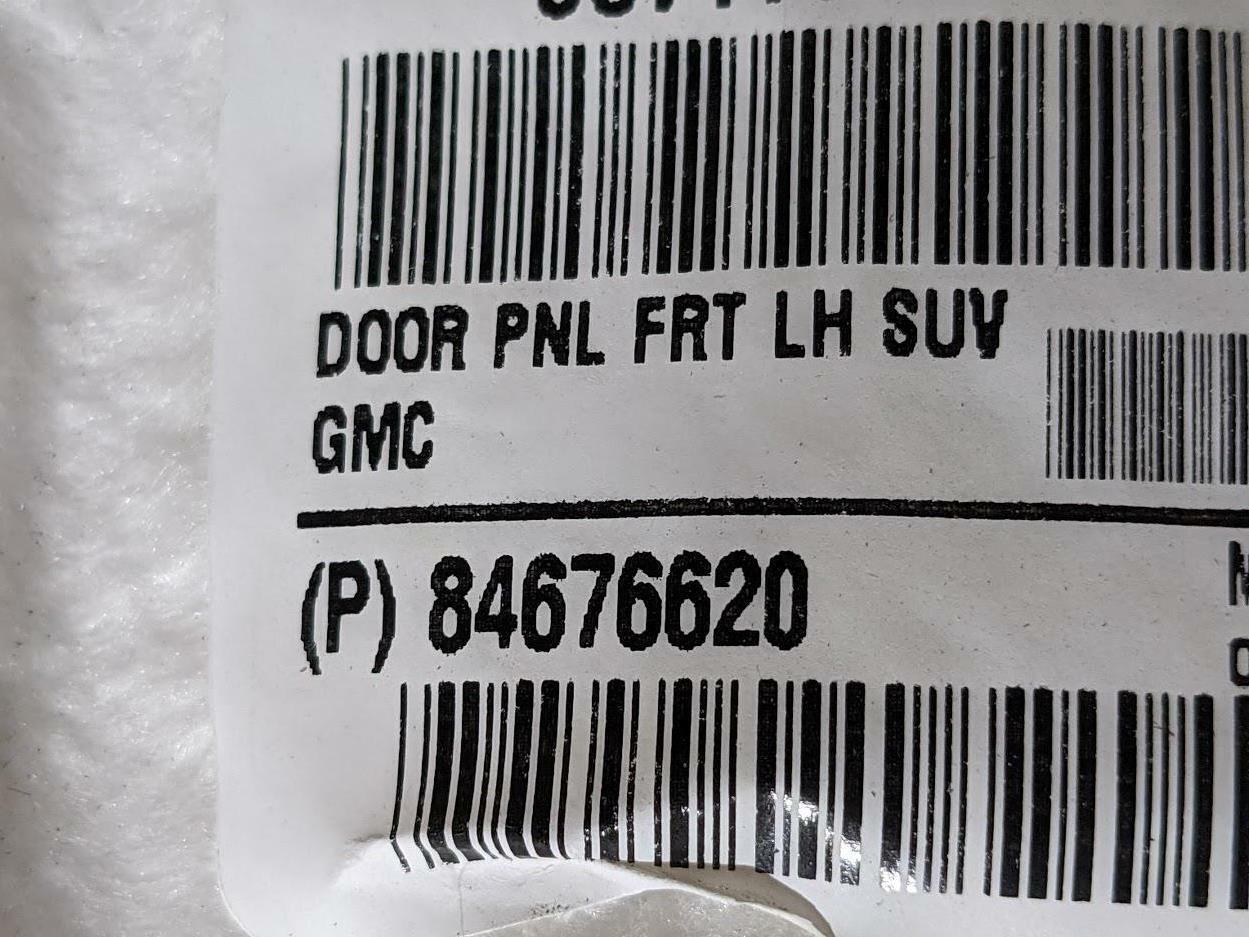 DOOR PNL FRT LH SUV
GMC
(P) 84676620